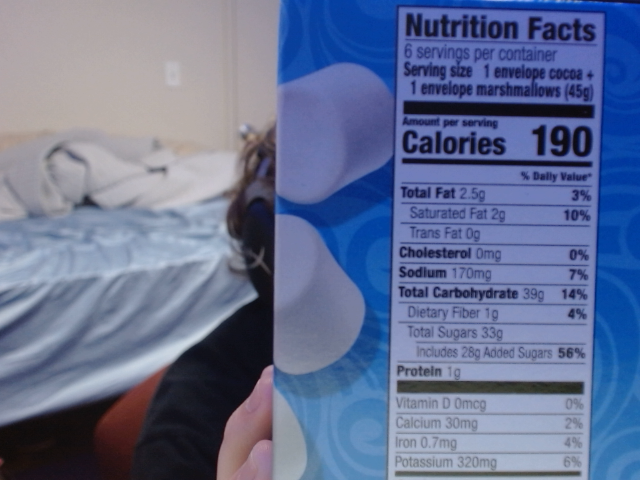 Nutrition Facts
6 servings per container
Serving size 1 envelope cocoa +
1 envelope marshmallows (45g)
Amount per serving
Calories 190
% Daily Value*
Total Fat 2.5g 3%
Saturated Fat 2g 10%
Trans Fat 0g
Cholesterol 0mg 0%
Sodium 170mg 7%
Total Carbohydrate 39g 14%
Dietary Fiber 1g 4%
Total Sugars 33g
Includes 28g Added Sugars 56%
Protein 1g
Vitamin D 0mcg 0%
Calcium 30mg 2%
Iron 0.7mg 4%
Potassium 320mg 6%